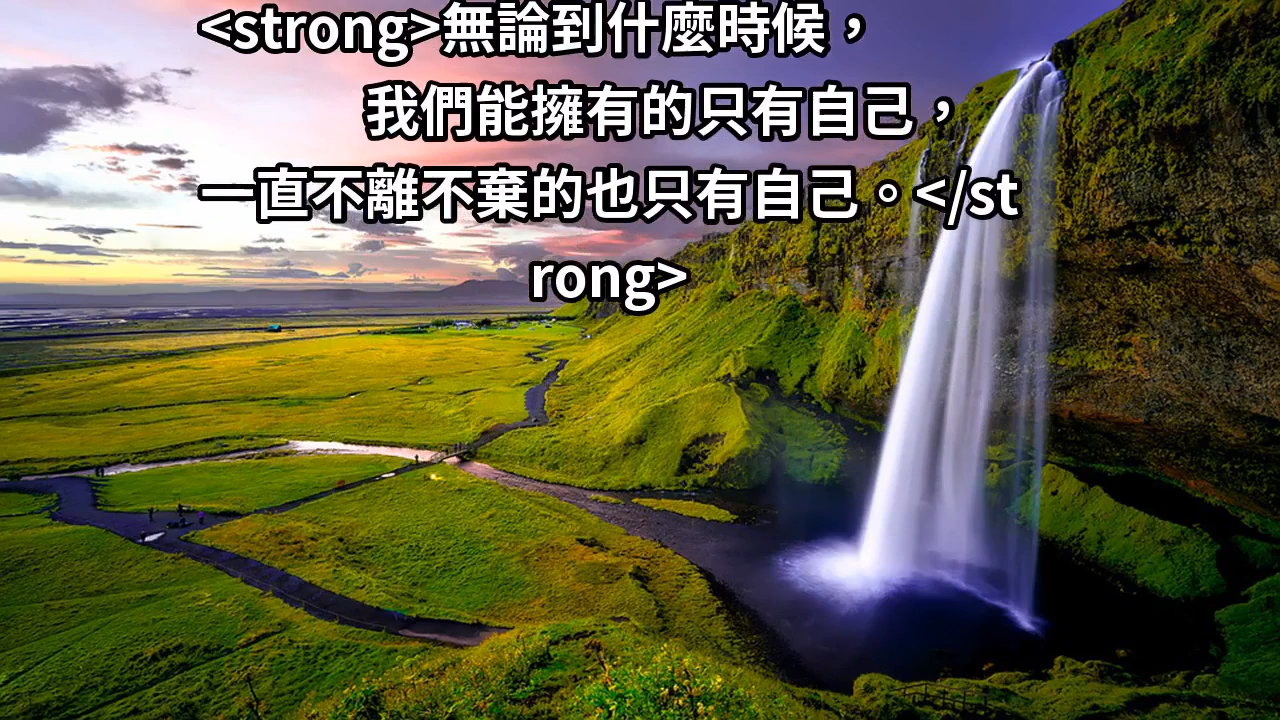 <strong>無論到什麼時候，
我們能擁有的只有自己，
一直不離不棄的也只有自己。</st
rong>